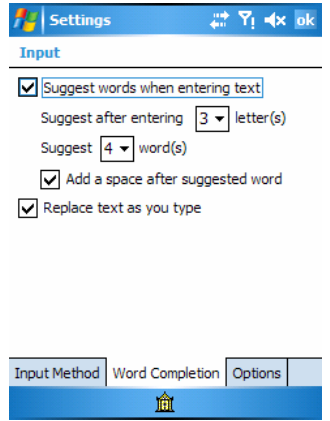 Settings ok
Input
Suggest words when entering text
Suggest after entering 3 letter(s)
Suggest 4 word(s)
Add a space after suggested word
Replace text as you type
Input Method Word Completion Options